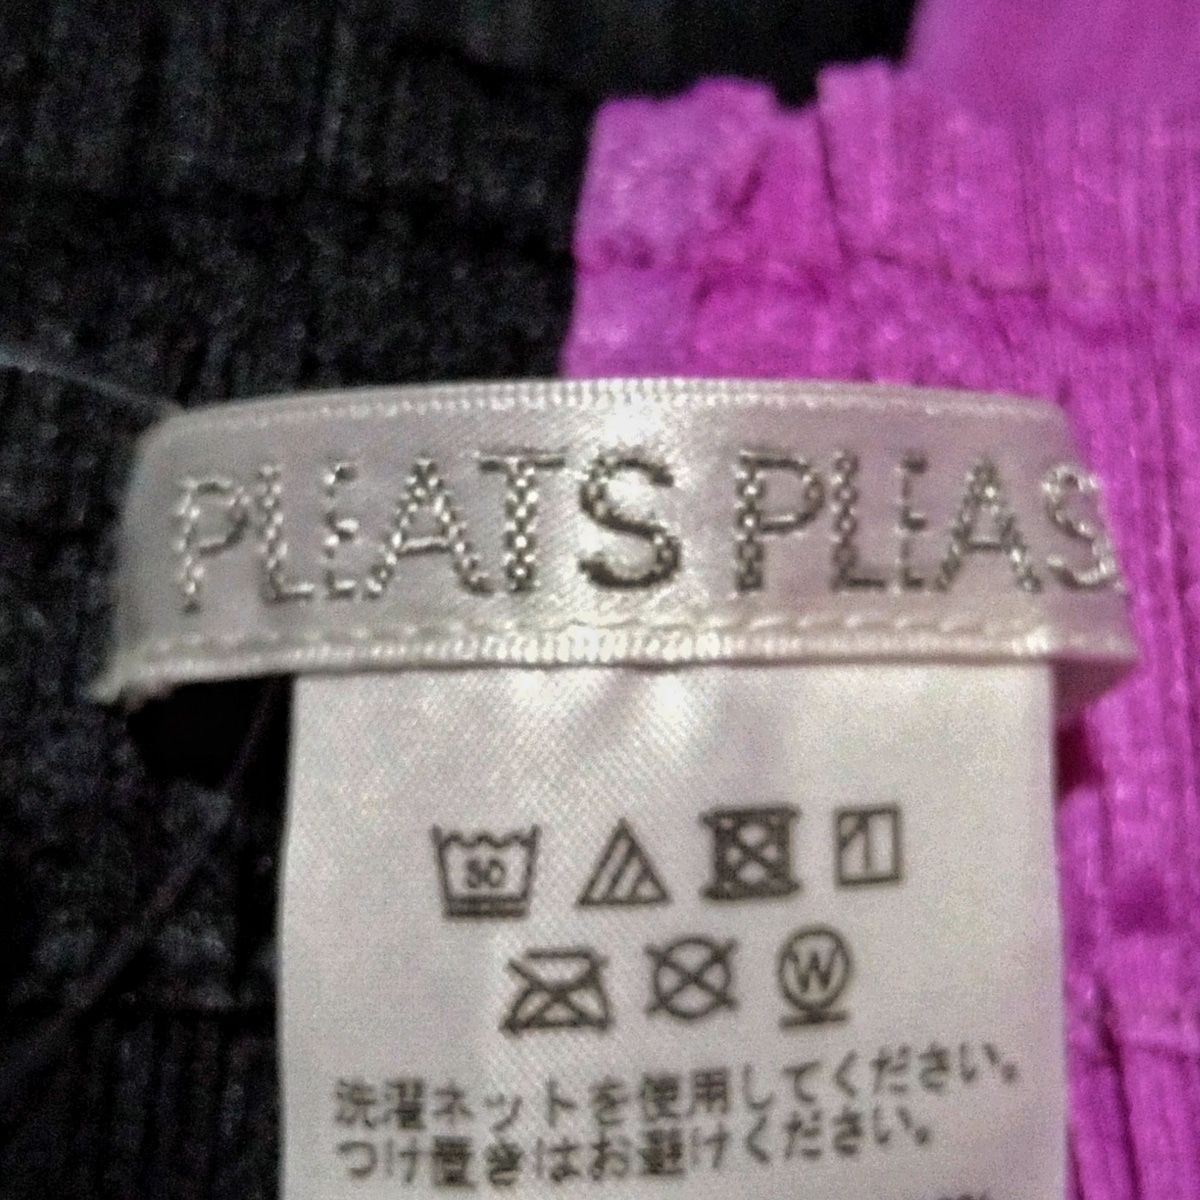 PLEATS PLEAS
30
W
洗濯ネットを使用してください。
つけ置きはお避けください。